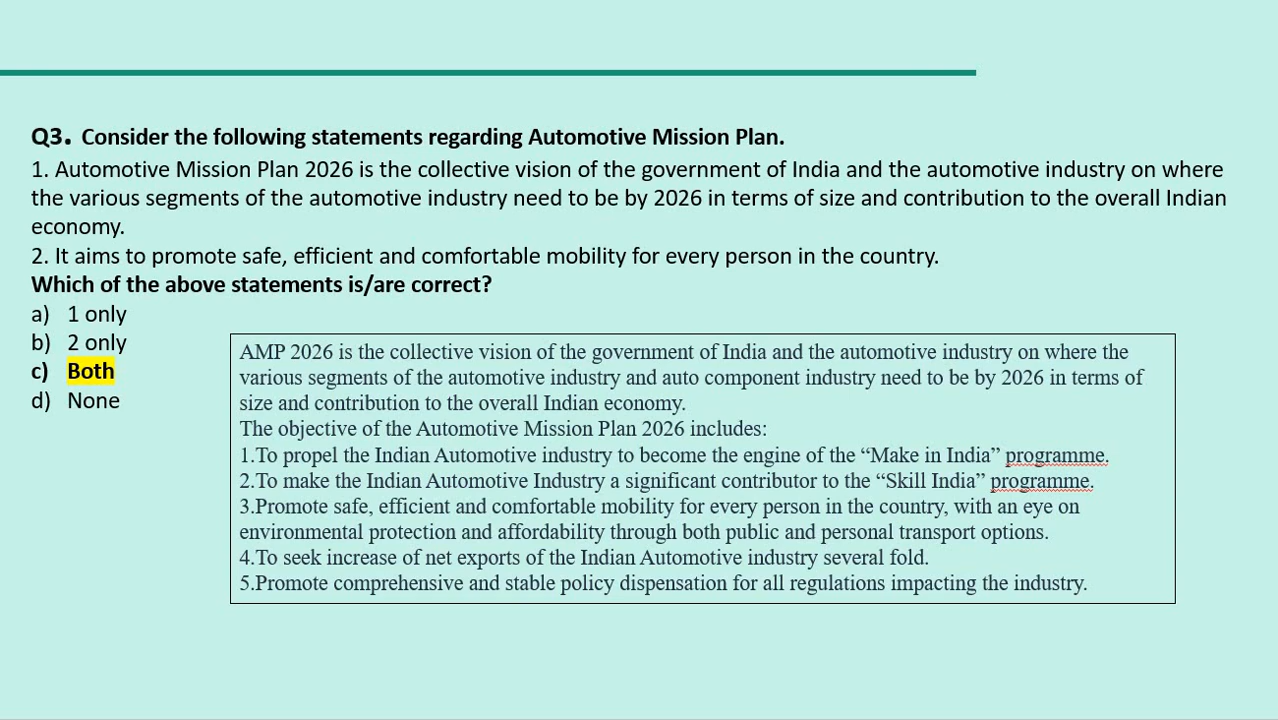 Q3. Consider the following statements regarding Automotive Mission Plan.
1. Automotive Mission Plan 2026 is the collective vision of the government of India and the automotive industry on where
the various segments of the automotive industry need to be by 2026 in terms of size and contribution to the overall Indian
economy.
2. It aims to promote safe, efficient and comfortable mobility for every person in the country.
Which of the above statements is/are correct?
a) 1 only
b) 2 only
c) Both
d) None
AMP 2026 is the collective vision of the government of India and the automotive industry on where the
various segments of the automotive industry and auto component industry need to be by 2026 in terms of
size and contribution to the overall Indian economy.
The objective of the Automotive Mission Plan 2026 includes:
1.To propel the Indian Automotive industry to become the engine of the “Make in India” programme.
2.To make the Indian Automotive Industry a significant contributor to the “Skill India” programme.
3.Promote safe, efficient and comfortable mobility for every person in the country, with an eye on
environmental protection and affordability through both public and personal transport options.
4.To seek increase of net exports of the Indian Automotive industry several fold.
5.Promote comprehensive and stable policy dispensation for all regulations impacting the industry.